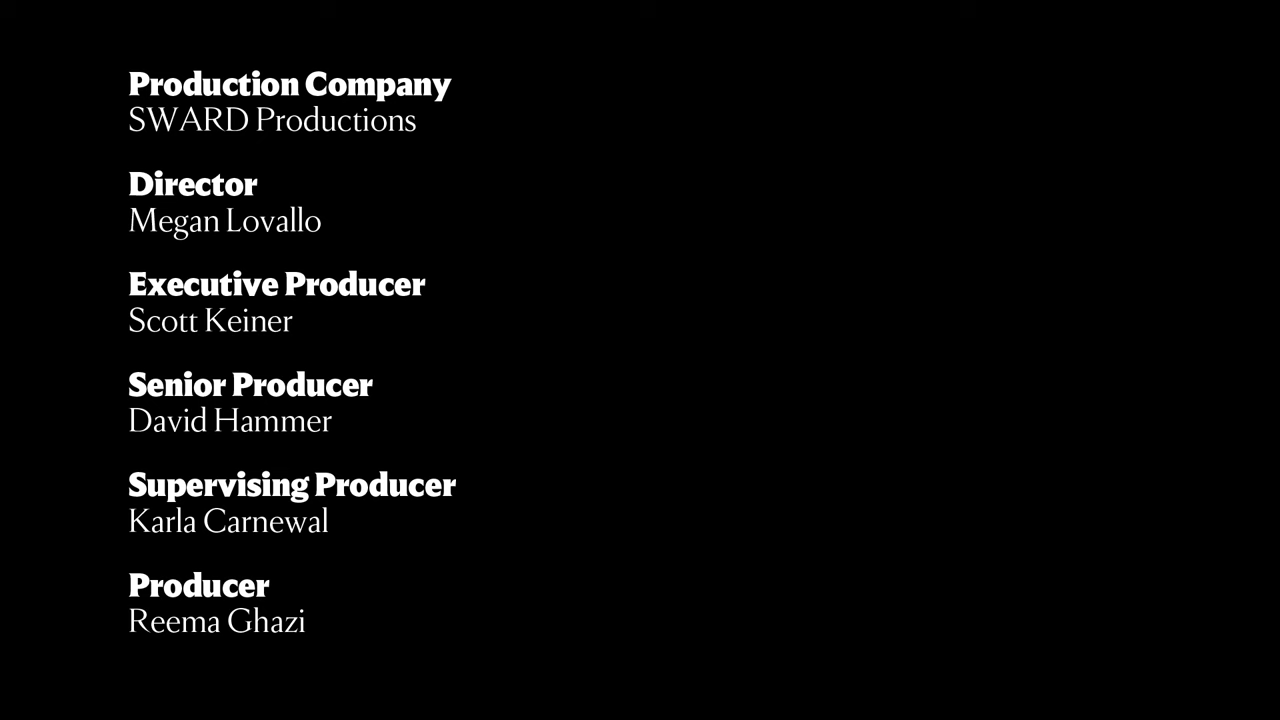 Production Company
SWARD Productions
Director
Megan Lovallo
Executive Producer
Scott Keiner
Senior Producer
David Hammer
Supervising Producer
Karla Carnewal
Producer
Reema Ghazi